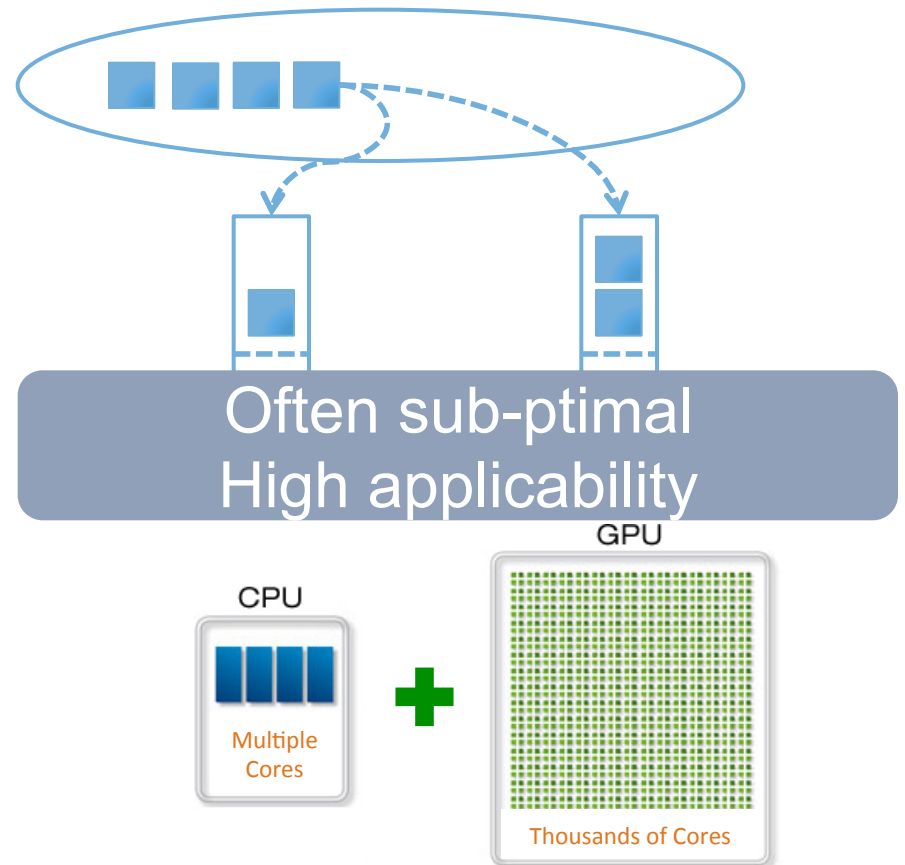 Often sub-ptimal
High applicability
GPU
CPU
Multiple
Cores
Thousands of Cores